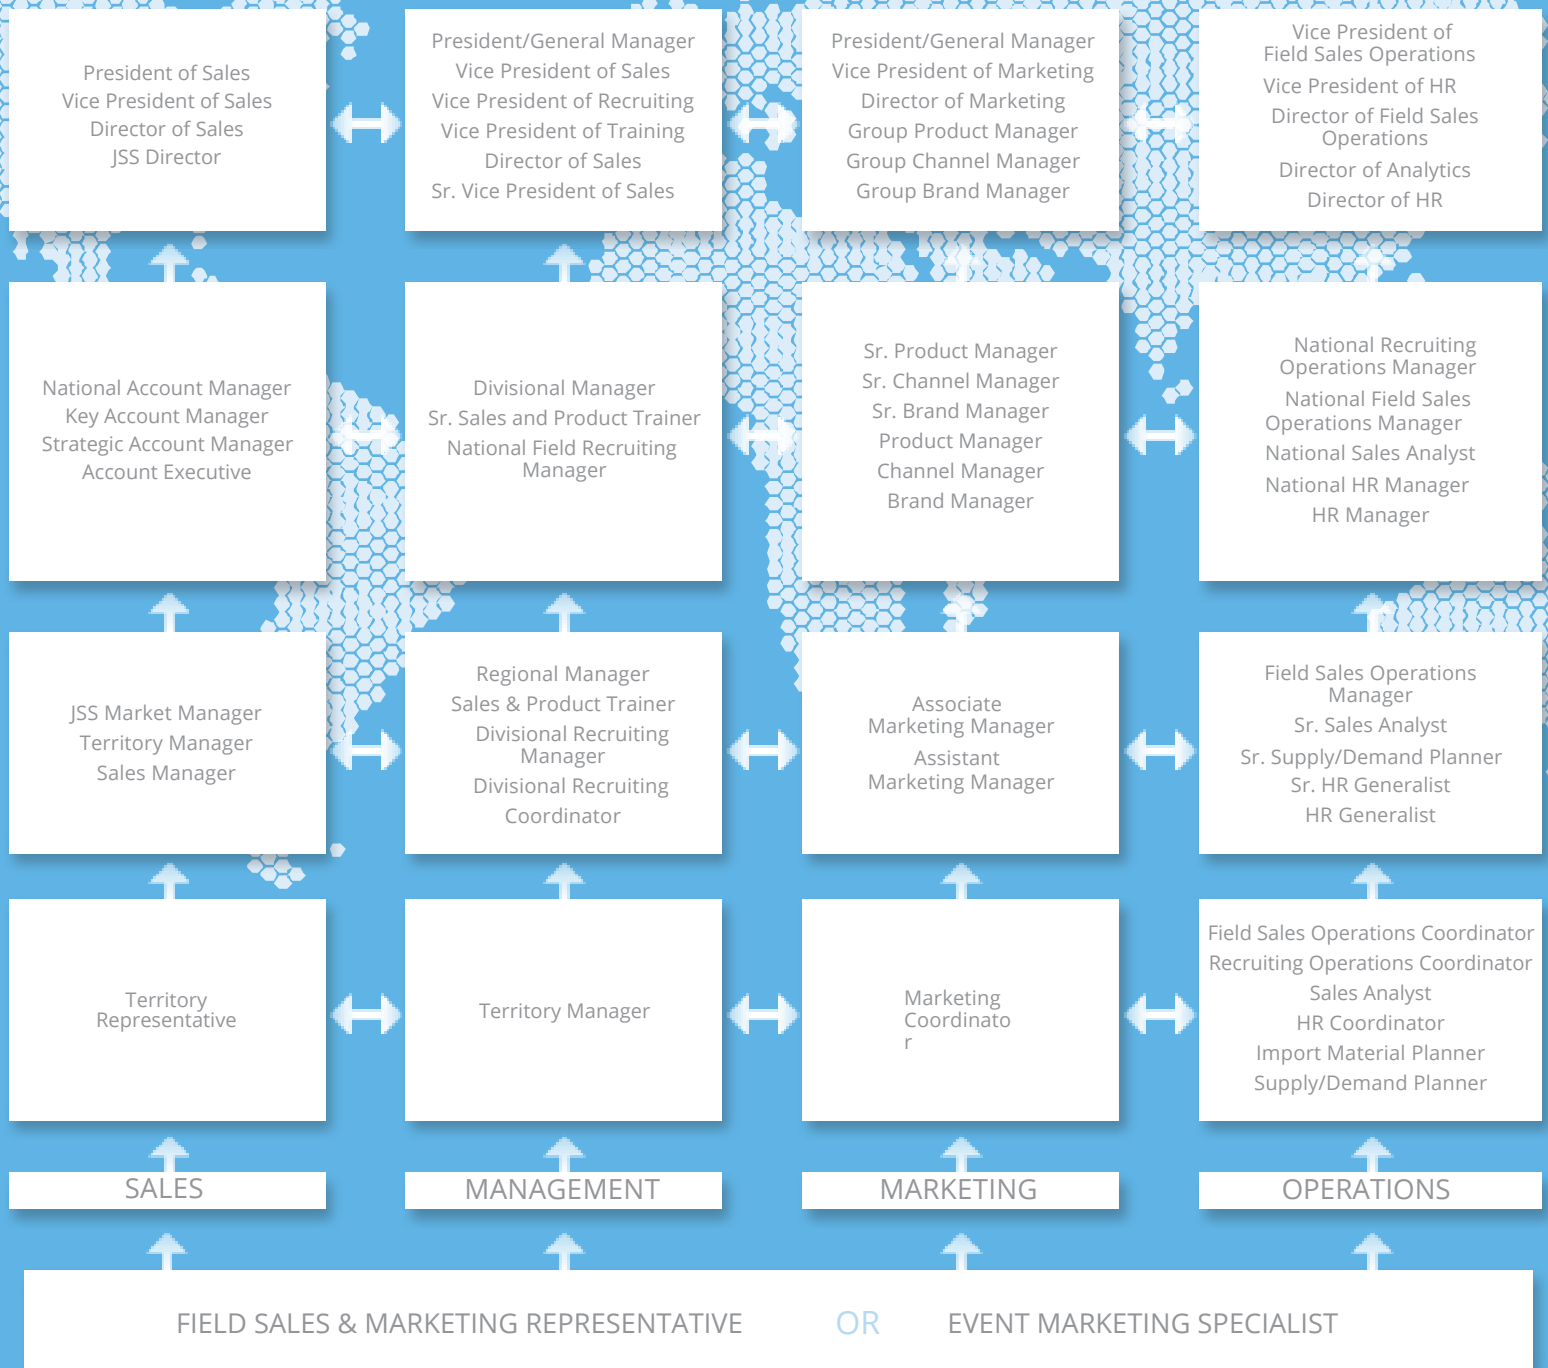 President of Sales
Vice President of Sales
Director of Sales
JSS Director
President/General Manager
Vice President of Sales
Vice President of Recruiting
Vice President of Training
Director of Sales
Sr. Vice President of Sales
President/General Manager
Vice President of Marketing
Director of Marketing
Group Product Manager
Group Channel Manager
Group Brand Manager
Vice President of
Field Sales Operations
Vice President of HR
Director of Field Sales
Operations
Director of Analytics
Director of HR
National Account Manager
Key Account Manager
Strategic Account Manager
Account Executive
Divisional Manager
Sr. Sales and Product Trainer
National Field Recruiting
Manager
Sr. Product Manager
Sr. Channel Manager
Sr. Brand Manager
Product Manager
Channel Manager
Brand Manager
National Recruiting
Operations Manager
National Field Sales
Operations Manager
National Sales Analyst
National HR Manager
HR Manager
JSS Market Manager
Territory Manager
Sales Manager
Regional Manager
Sales & Product Trainer
Divisional Recruiting
Manager
Divisional Recruiting
Coordinator
Associate
Marketing Manager
Assistant
Marketing Manager
Field Sales Operations
Manager
Sr. Sales Analyst
Sr. Supply/Demand Planner
Sr. HR Generalist
HR Generalist
Territory
Representative
Territory Manager
Marketing
Coordinato
r
Field Sales Operations Coordinator
Recruiting Operations Coordinator
Sales Analyst
HR Coordinator
Import Material Planner
Supply/Demand Planner
SALES
MANAGEMENT
MARKETING
OPERATIONS
FIELD SALES & MARKETING REPRESENTATIVE OR EVENT MARKETING SPECIALIST